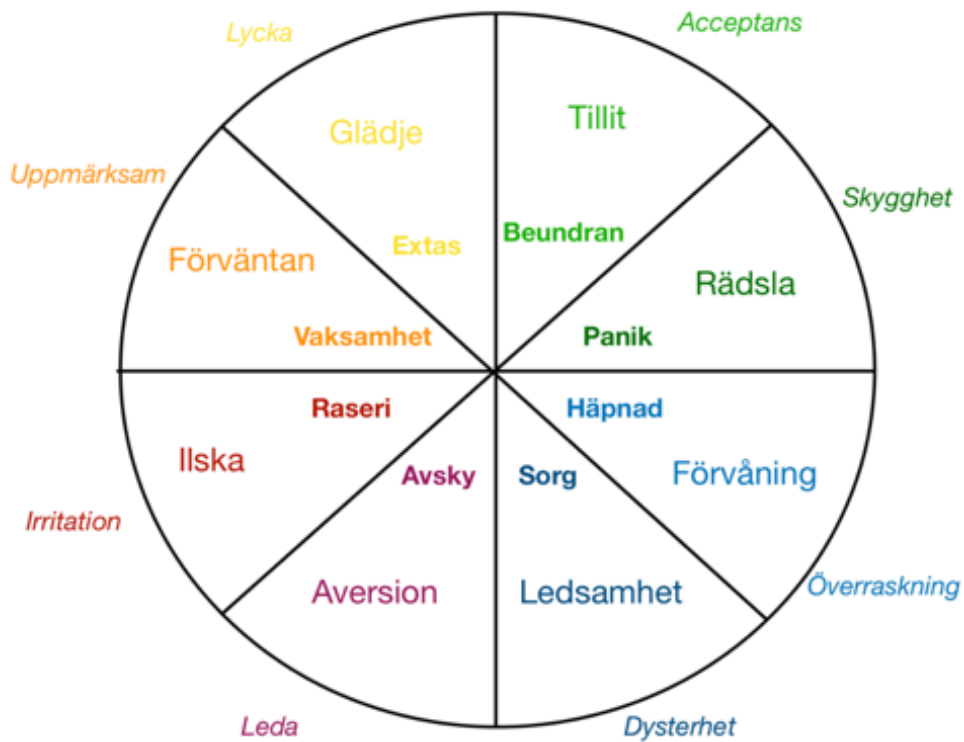 Lycka
Acceptans
Glädje
Tillit
Uppmärksam
Skygghet
Extas
Beundran
Förväntan
Rädsla
Vaksamhet
Panik
Raseri
Häpnad
Ilska
Avsky
Sorg
Förvåning
Irritation
Aversion
Ledsamhet
Överraskning
Leda
Dysterhet